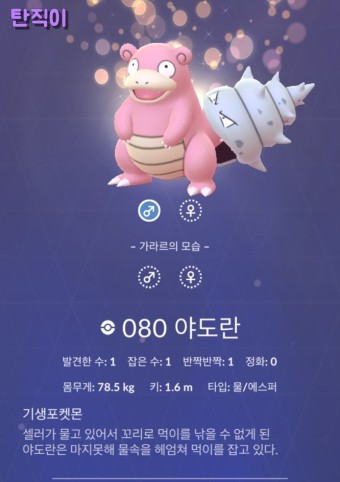 탄직이
- 가라르의 모습 -
080 야도란
발견한 수: 1 잡은 수: 1 반짝반짝: 1 정화: 0
몸무게: 78.5 kg 키: 1.6 m 타입: 물/에스퍼
기생포켓몬
셀러가 물고 있어서 꼬리로 먹이를 낚을 수 없게 된
야도란은 마지못해 물속을 헤엄쳐 먹이를 잡고 있다.